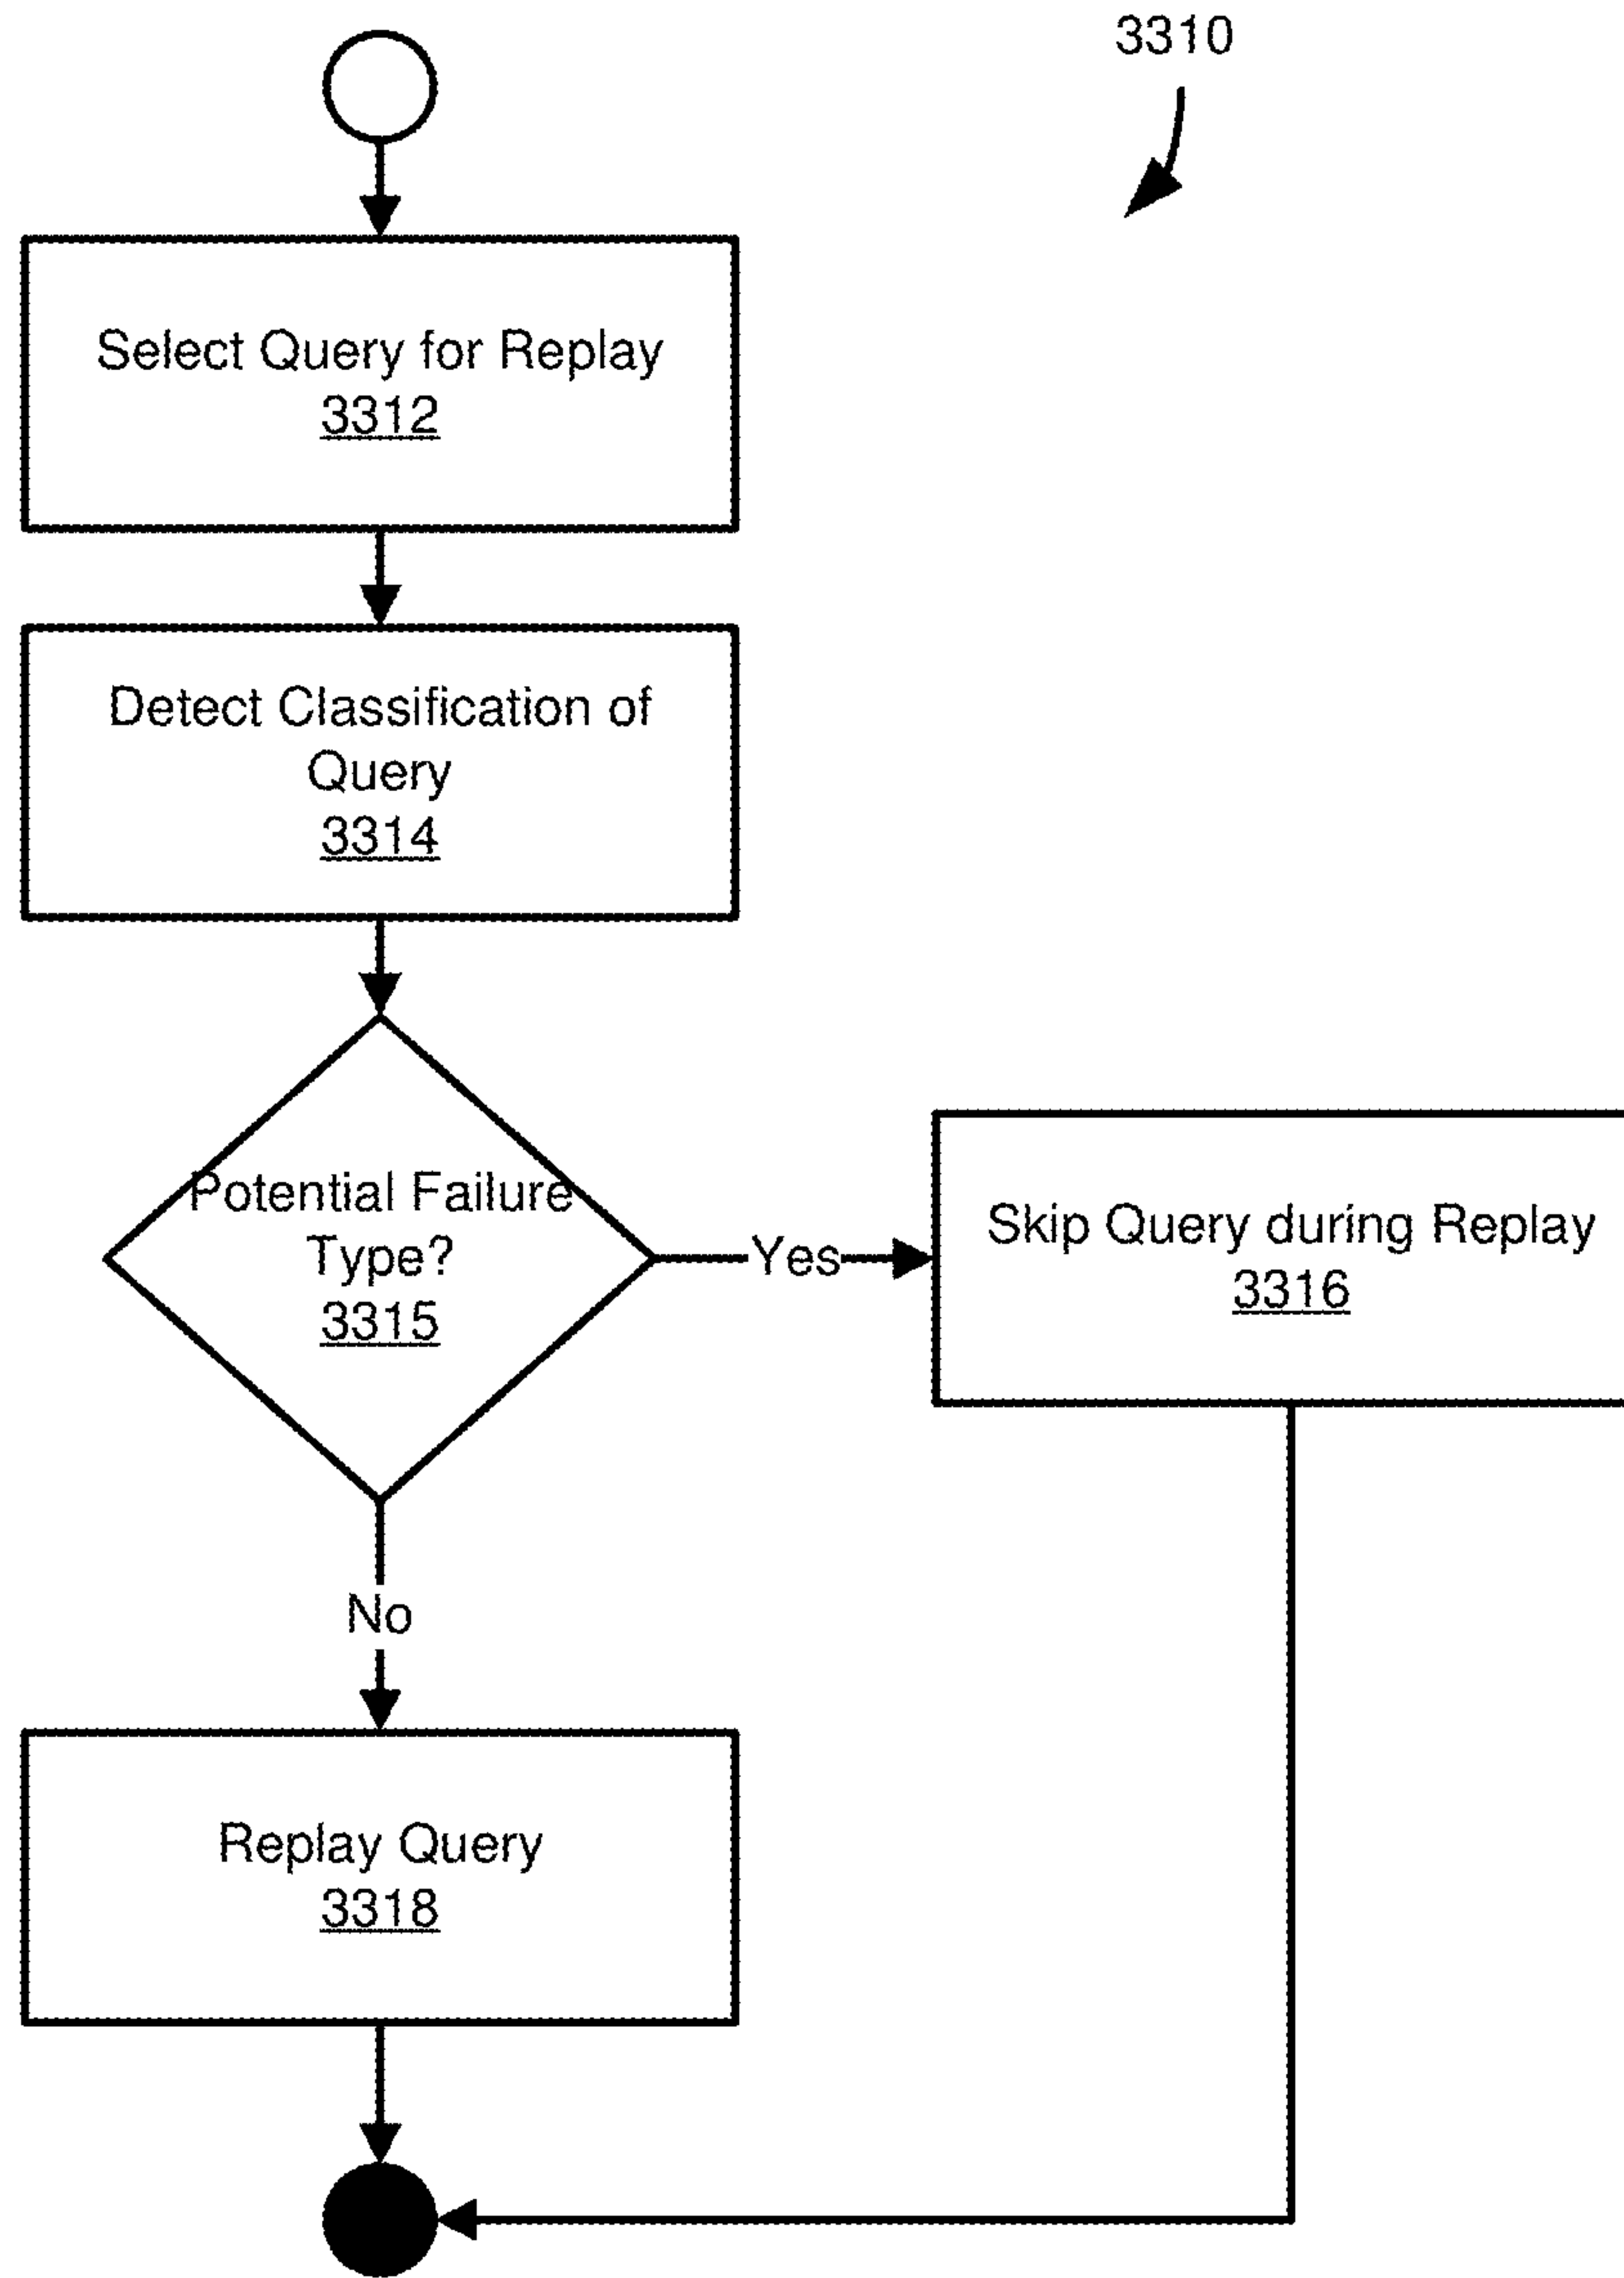 3310
Select Query for Replay
3312
Detect Classification of
Query
3314
Potential Failure
Type?
3315
Yes
Skip Query during Replay
3316
No
Replay Query
3318